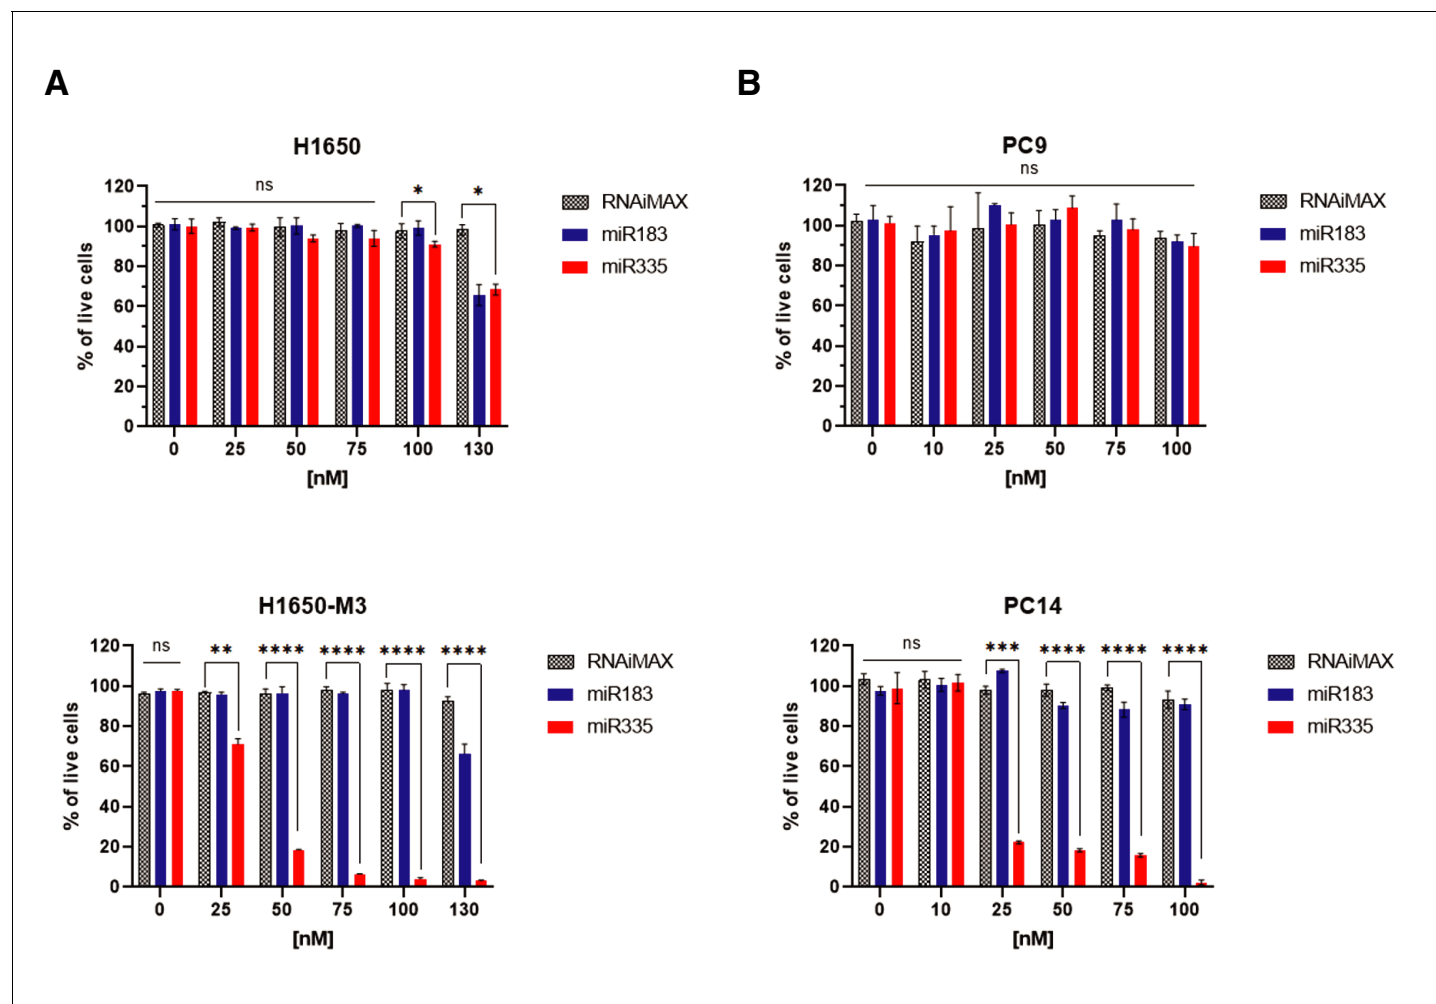 A
B
H1650
ns
*
*
% of live cells
120
100
80
60
40
20
0
0 25 50 75 100 130
[nM]
RNAiMAX
miR183
miR335
PC9
ns
% of live cells
120
100
80
60
40
20
0
0 10 25 50 75 100
[nM]
RNAiMAX
miR183
miR335
H1650-M3
ns ** **** **** **** ****
% of live cells
120
100
80
60
40
20
0
0 25 50 75 100 130
[nM]
RNAiMAX
miR183
miR335
PC14
ns *** **** **** ****
% of live cells
120
100
80
60
40
20
0
0 10 25 50 75 100
[nM]
RNAiMAX
miR183
miR335